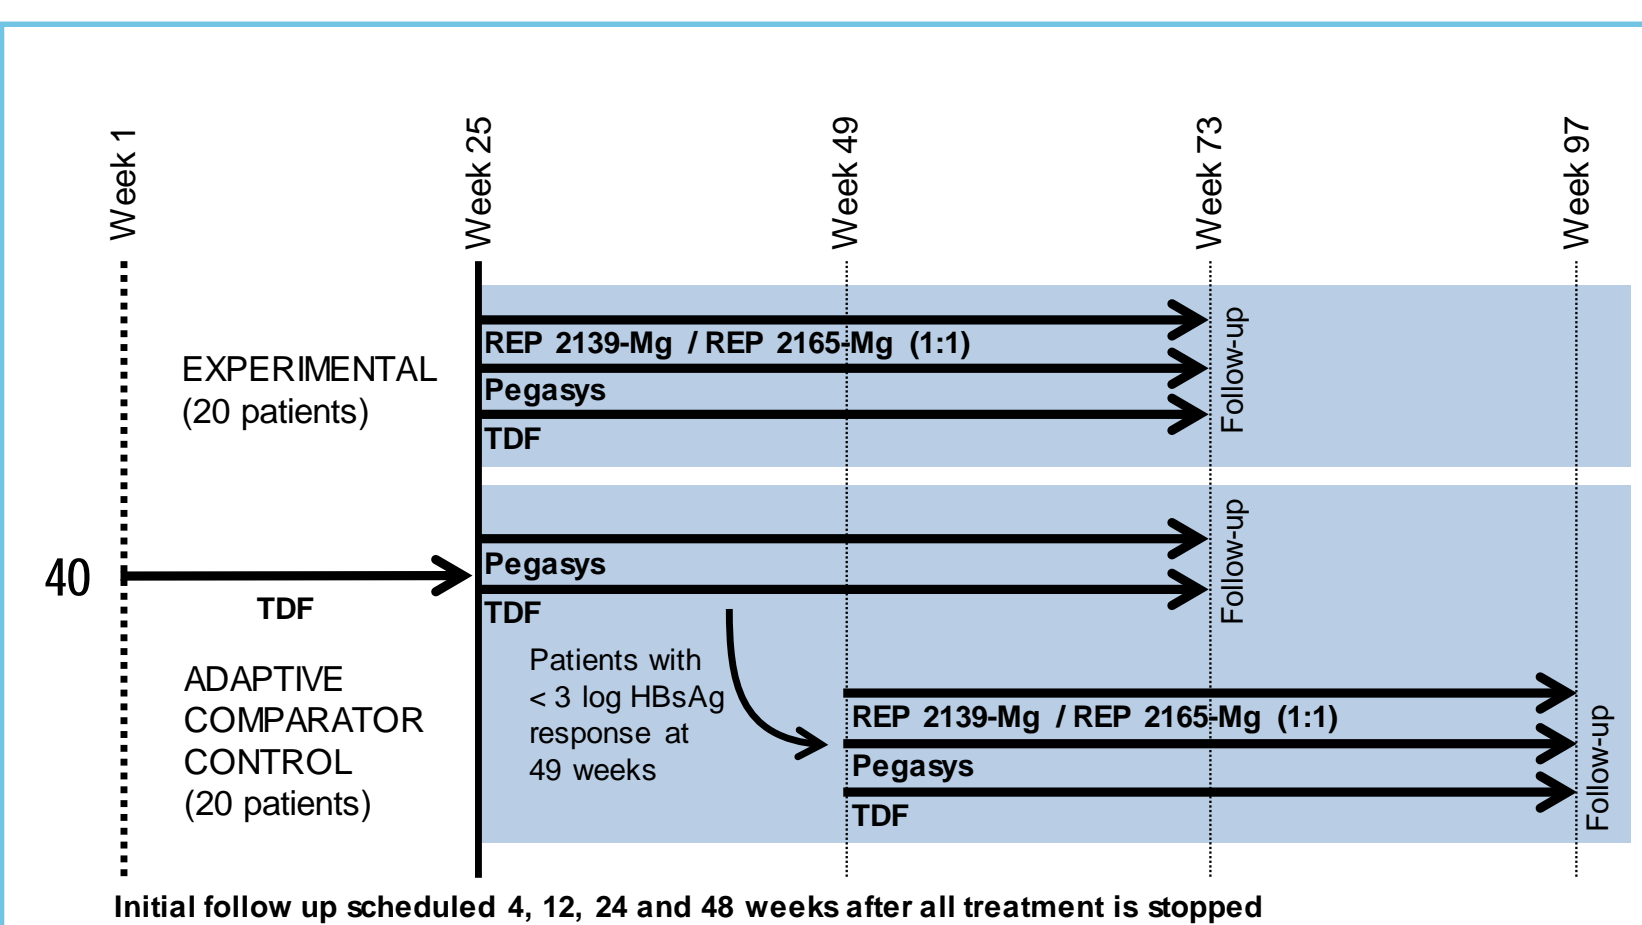 Week 1
Week 25
Week 49
Week 73
Week 97
EXPERIMENTAL
(20 patients)
REP 2139-Mg / REP 2165-Mg (1:1)
Pegasys
TDF
Follow-up
40
TDF
Pegasys
TDF
Follow-up
ADAPTIVE
COMPARATOR
CONTROL
(20 patients)
Patients with
< 3 log HBsAg
response at
49 weeks
REP 2139-Mg / REP 2165-Mg (1:1)
Pegasys
TDF
Follow-up
Initial follow up scheduled 4, 12, 24 and 48 weeks after all treatment is stopped